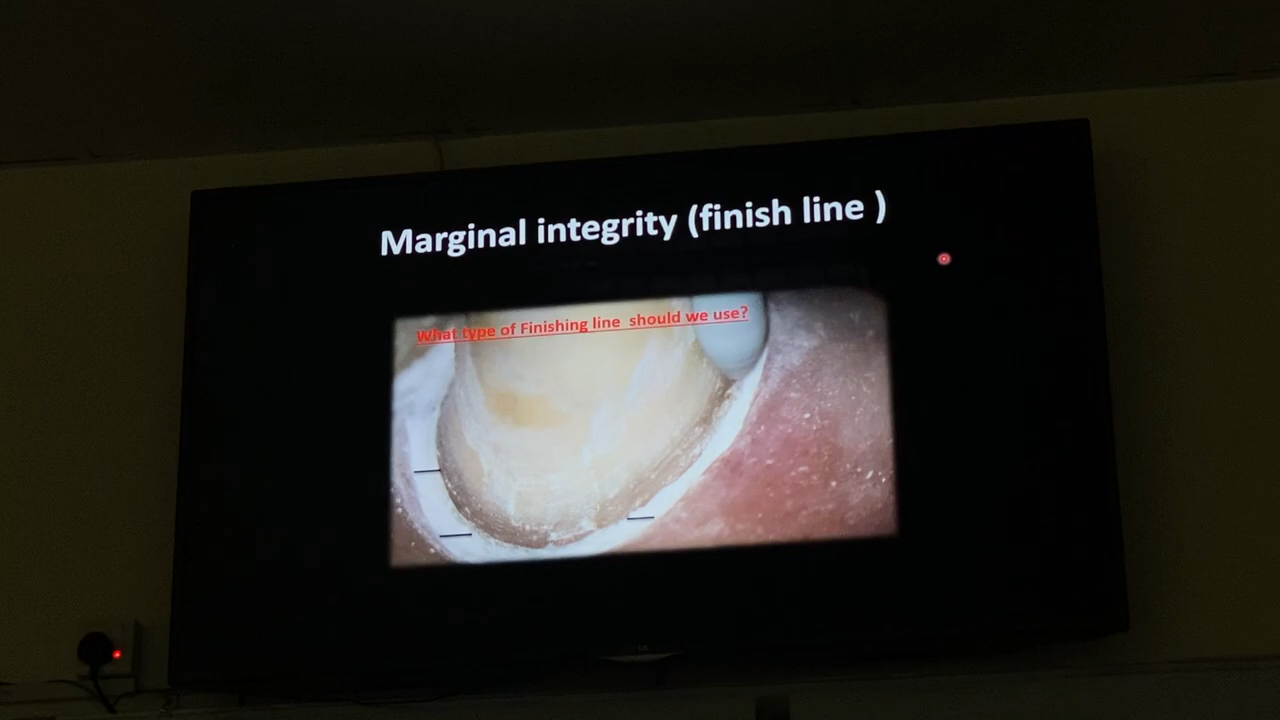 Marginal integrity (finish line )
What type of Finishing line  should we use?